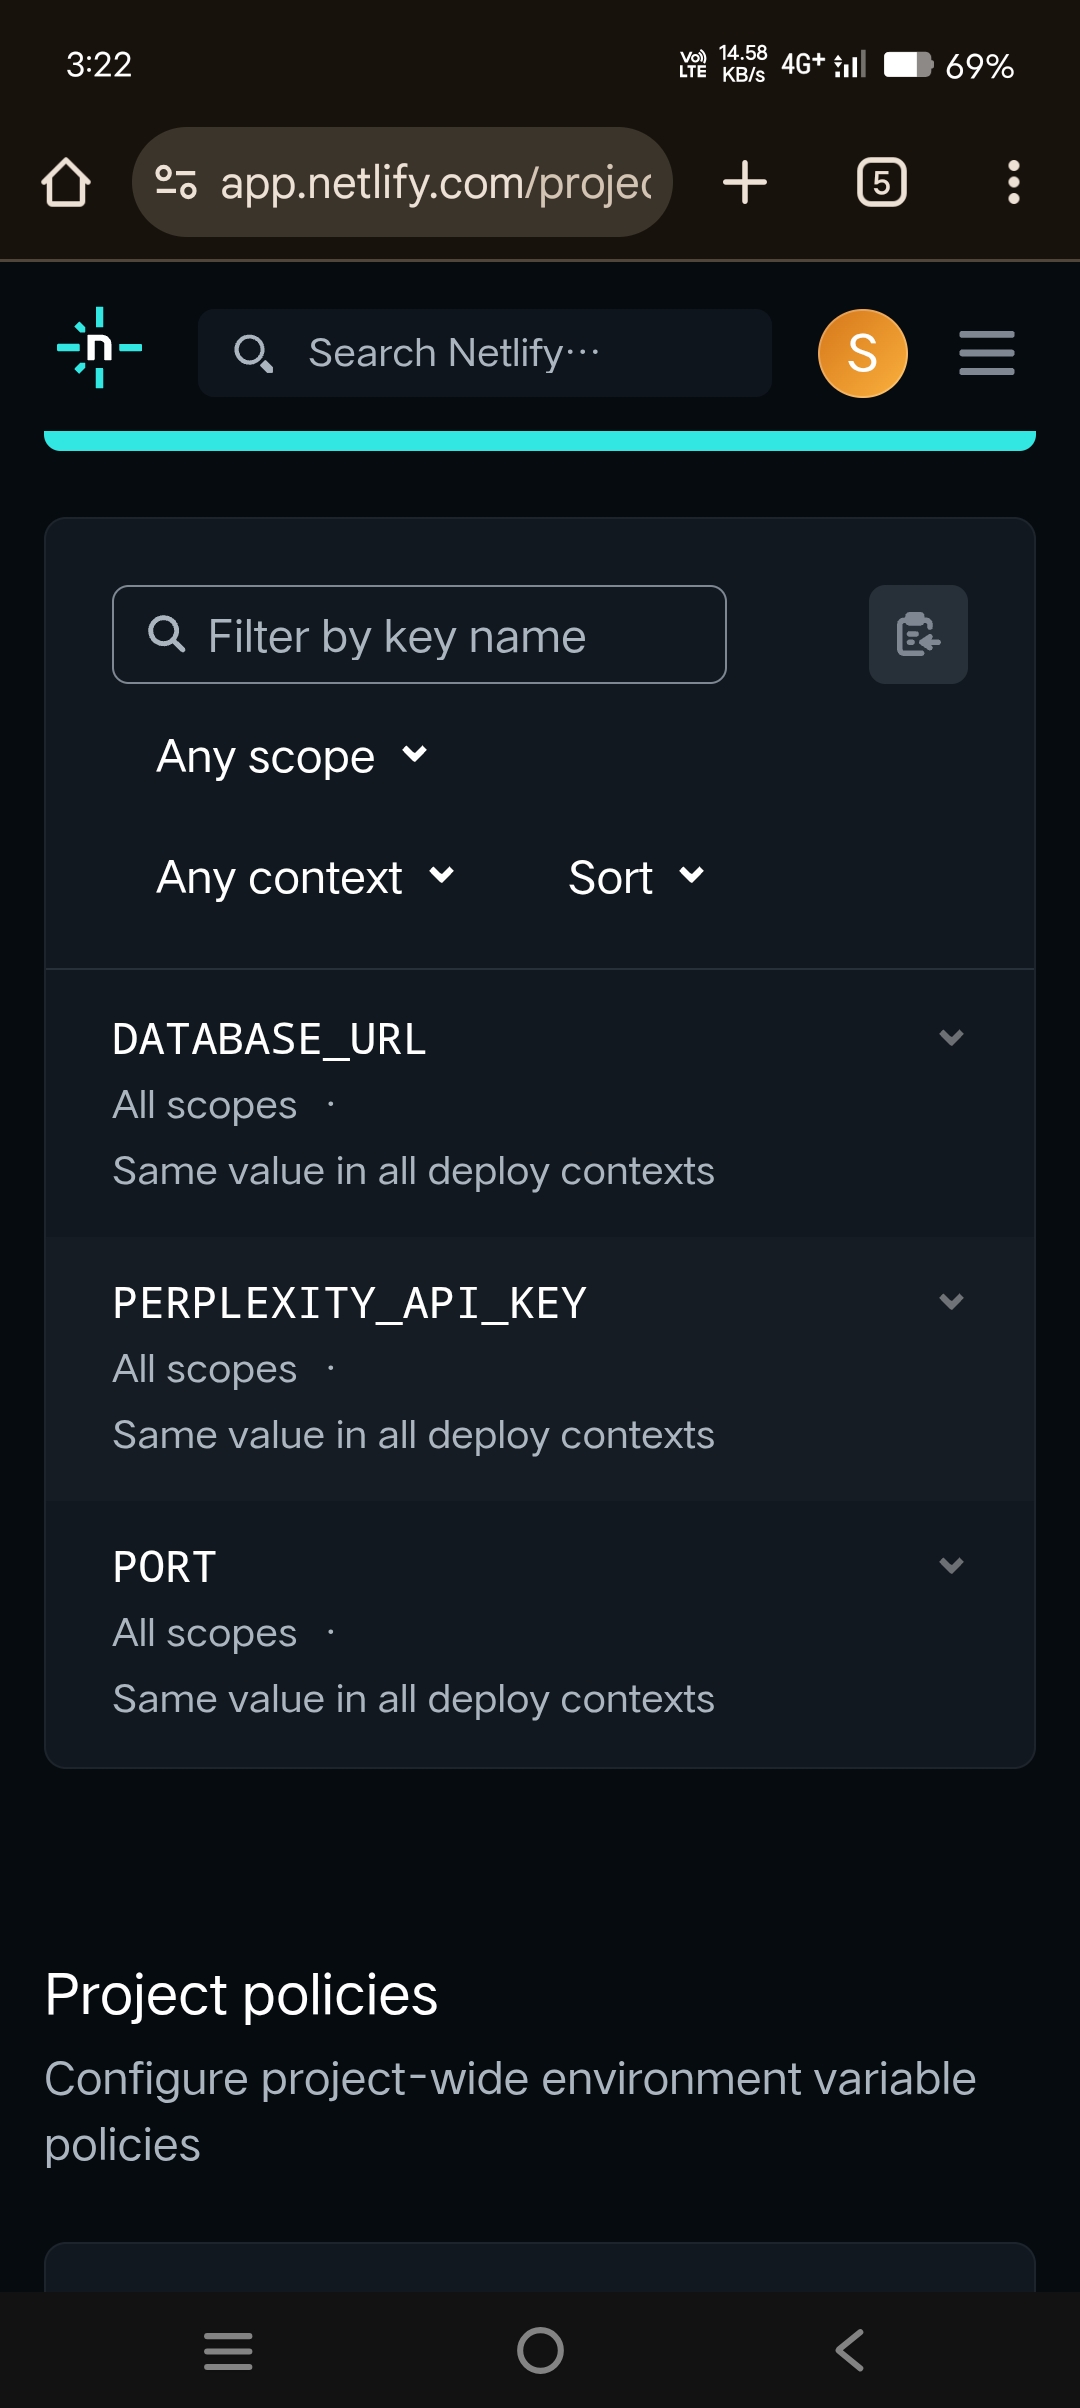 3:22
Vo)) LTE 14.58 KB/s 4G+ 69%
app.netlify.com/projec
5
n
Search Netlify...
S
Filter by key name
Any scope
Any context
Sort
DATABASE_URL
All scopes ·
Same value in all deploy contexts
PERPLEXITY_API_KEY
All scopes ·
Same value in all deploy contexts
PORT
All scopes ·
Same value in all deploy contexts
Project policies
Configure project-wide environment variable
policies